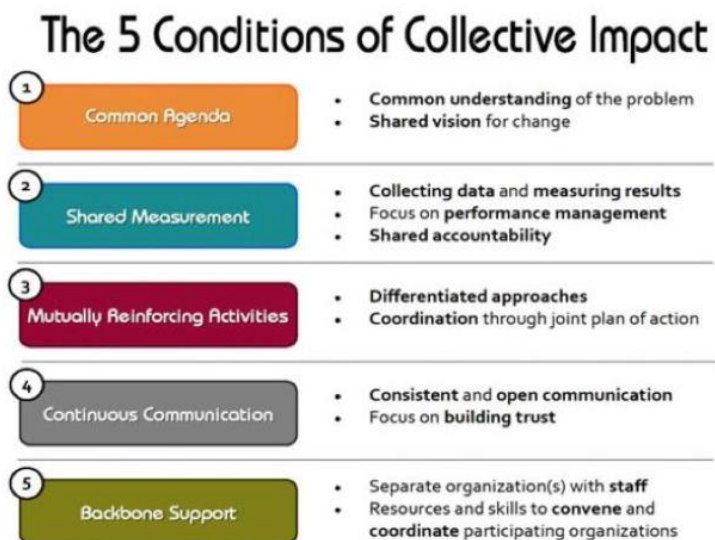 The 5 Conditions of Collective Impact
1
Common Agenda
• Common understanding of the problem
• Shared vision for change
2
Shared Measurement
• Collecting data and measuring results
• Focus on performance management
• Shared accountability
3
Mutually Reinforcing Activities
• Differentiated approaches
• Coordination through joint plan of action
4
Continuous Communication
• Consistent and open communication
• Focus on building trust
5
Backbone Support
• Separate organization(s) with staff
• Resources and skills to convene and
coordinate participating organizations